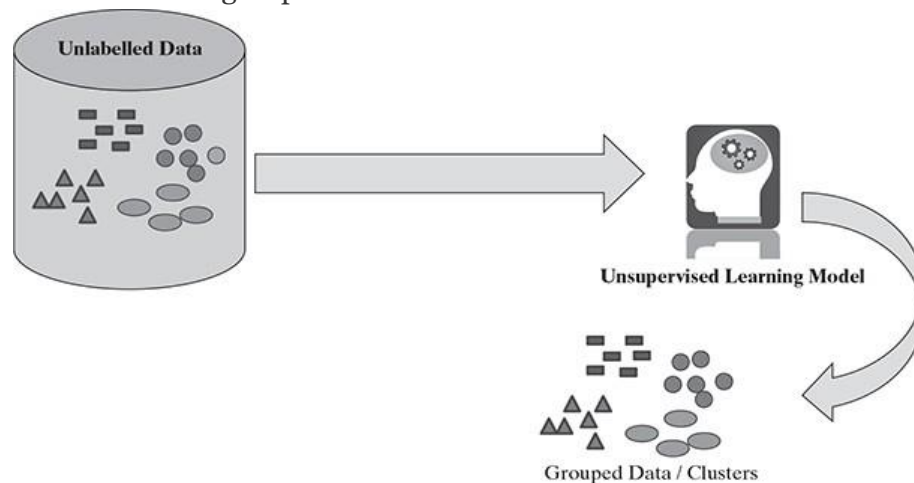 Unlabelled Data
Unsupervised Learning Model
Grouped Data / Clusters